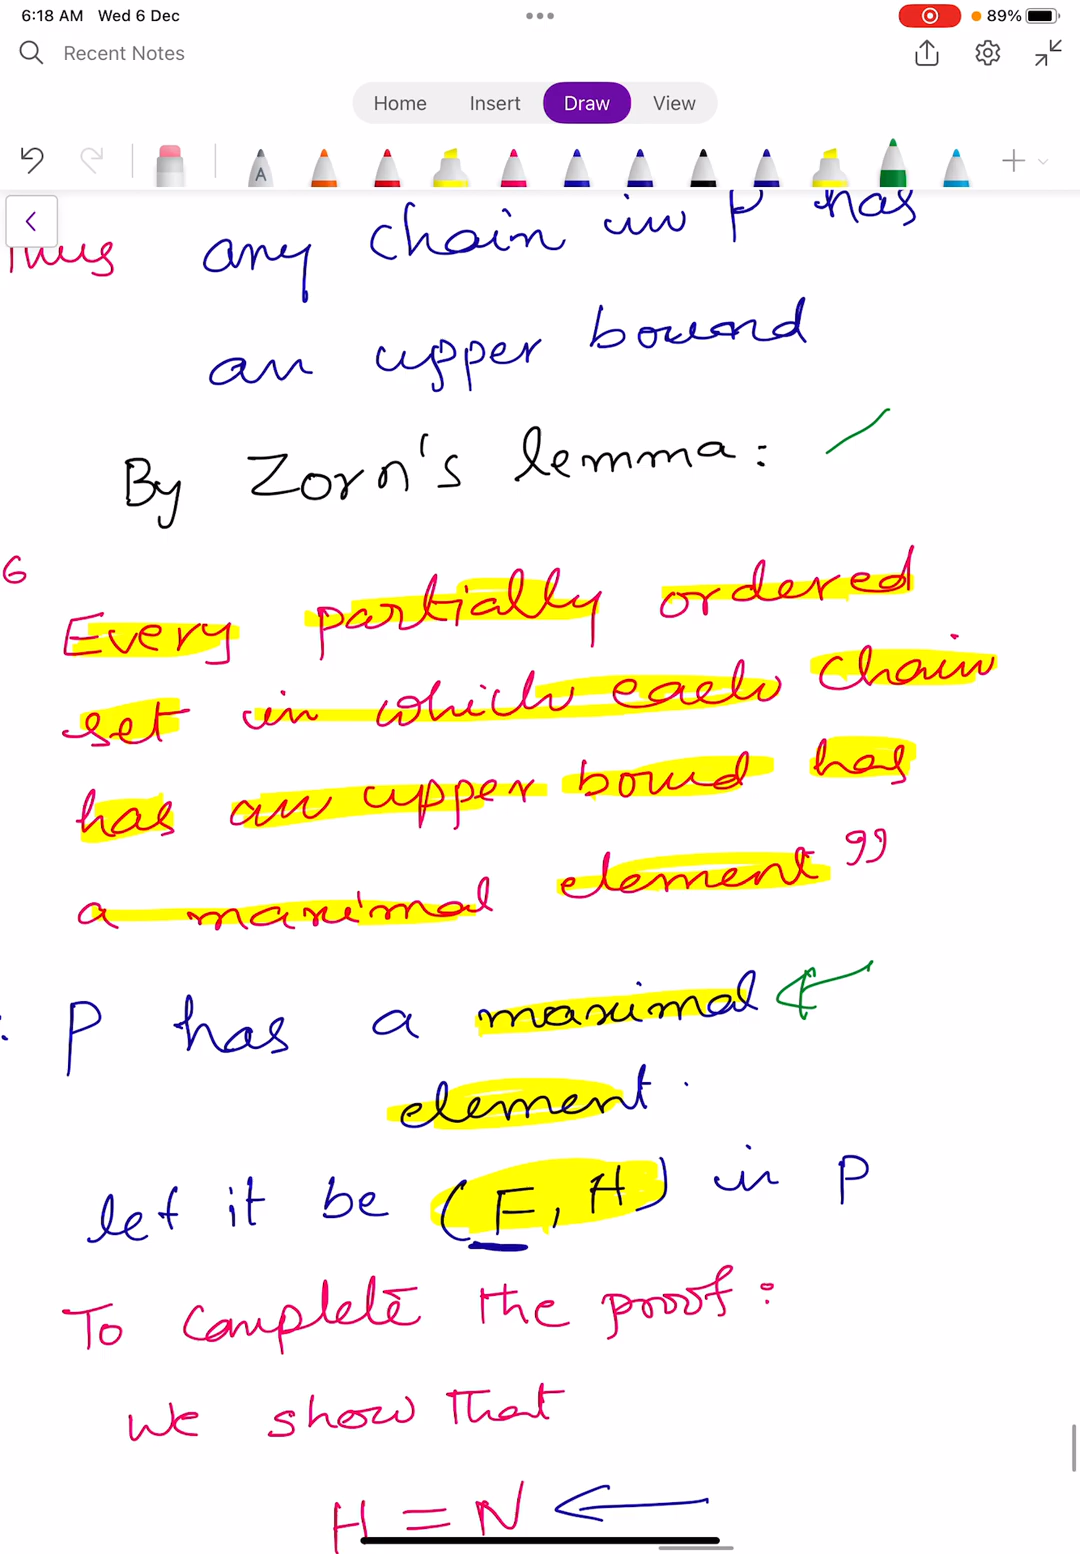 6:18 AM Wed 6 Dec
89%
Recent Notes
Home Insert Draw View
A
Thus any chain in P has
an upper bound
By Zorn's lemma:
“
Every partially ordered
set in which each chain
has an upper bound has
a maximal element”
: P has a maximal
element.
let it be (F, H) in P
To complete the proof:
We show that
H = N